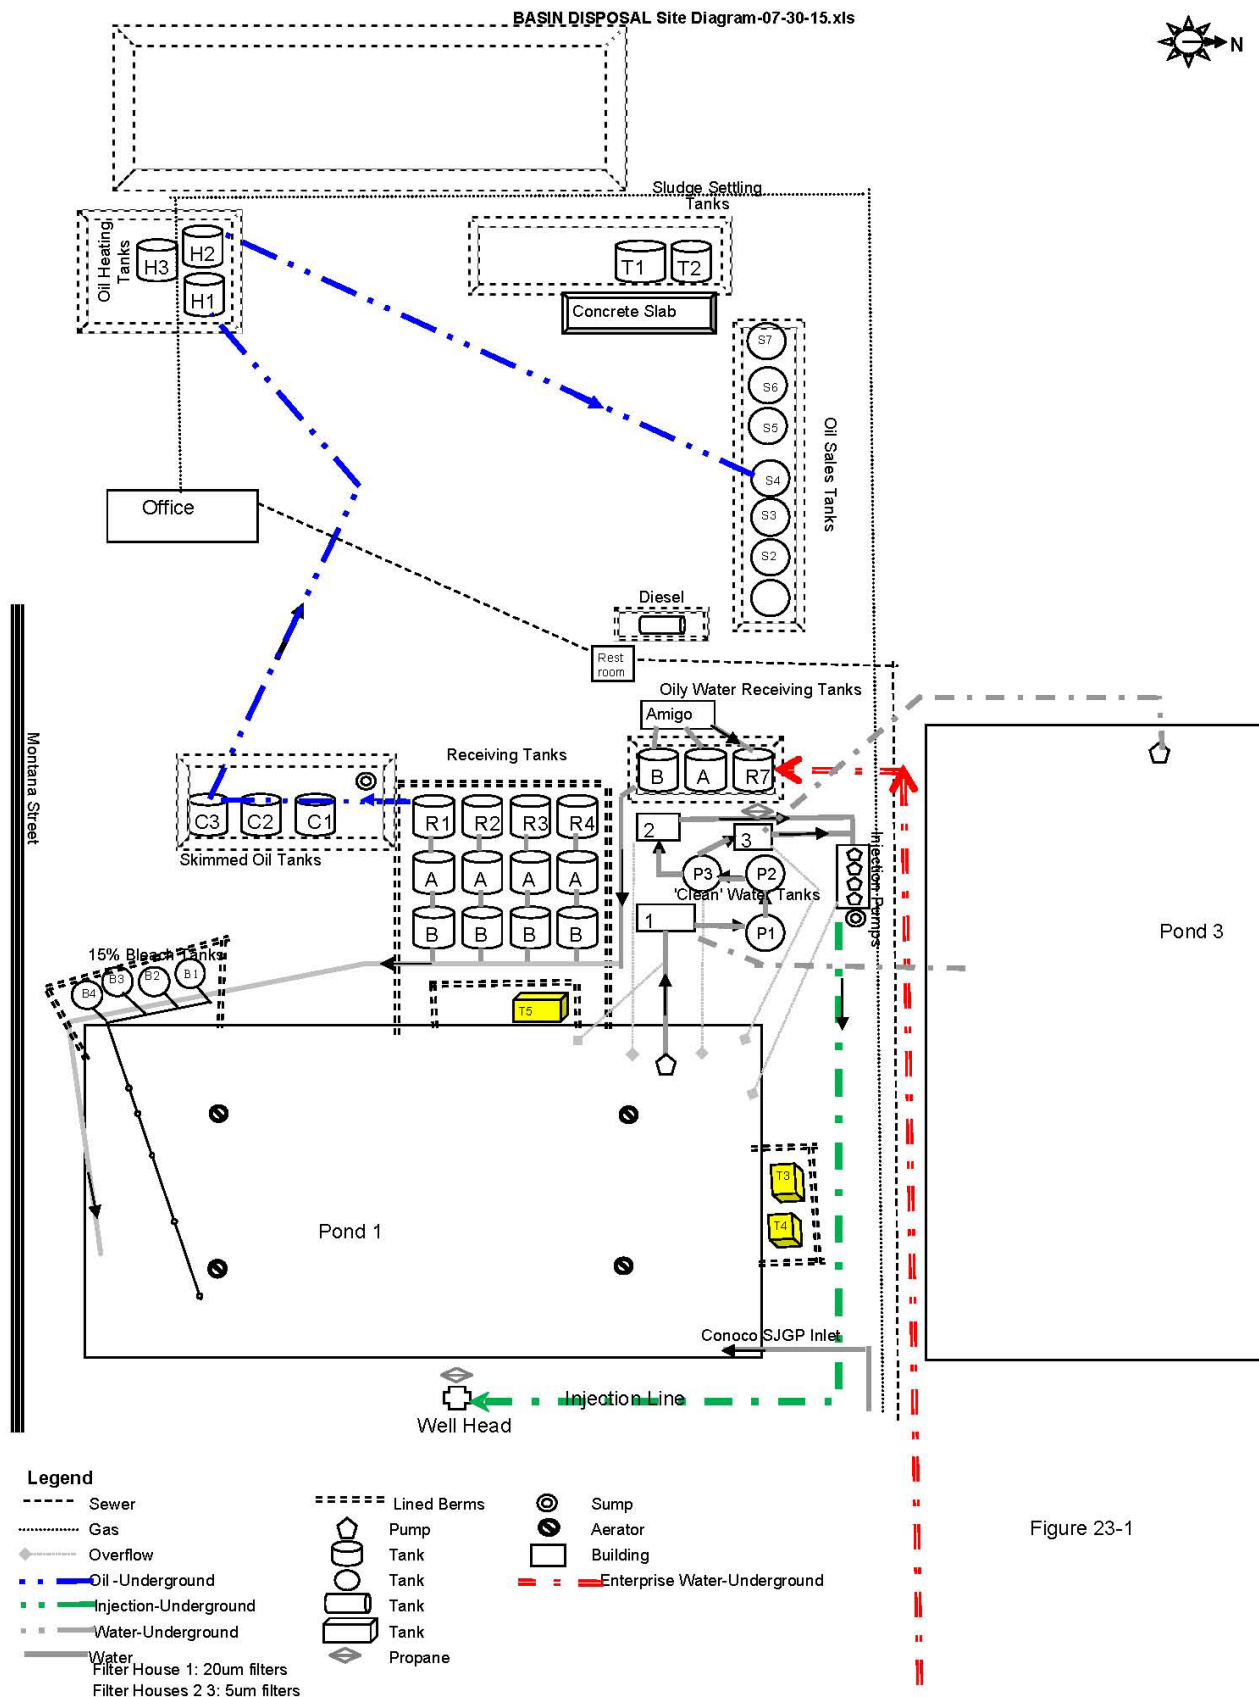 BASIN DISPOSAL Site Diagram-07-30-15.xls
N
Sludge Settling
Tanks
Oil Heating
Tanks
H3
H2
H1
T1
T2
Concrete Slab
S7
S6
S5
S4
S3
S2
Oil Sales Tanks
Office
Diesel
Rest
room
Montana Street
Oily Water Receiving Tanks
Amigo
B
A
R7
Receiving Tanks
C3
C2
C1
Skimmed Oil Tanks
R1
R2
R3
R4
A
A
A
A
B
B
B
B
2
3
P3
P2
'Clean' Water Tanks
1
P1
Injection Pumps
Pond 3
15% Bleach Tanks
B4
B3
B2
B1
T5
T3
T4
Pond 1
Conoco SJGP Inlet
Injection Line
Well Head
Legend
Sewer
Gas
Overflow
Oil -Underground
Injection-Underground
Water-Underground
Water
Filter House 1: 20um filters
Filter Houses 2 3: 5um filters
Lined Berms
Pump
Tank
Tank
Tank
Tank
Propane
Sump
Aerator
Building
Enterprise Water-Underground
Figure 23-1